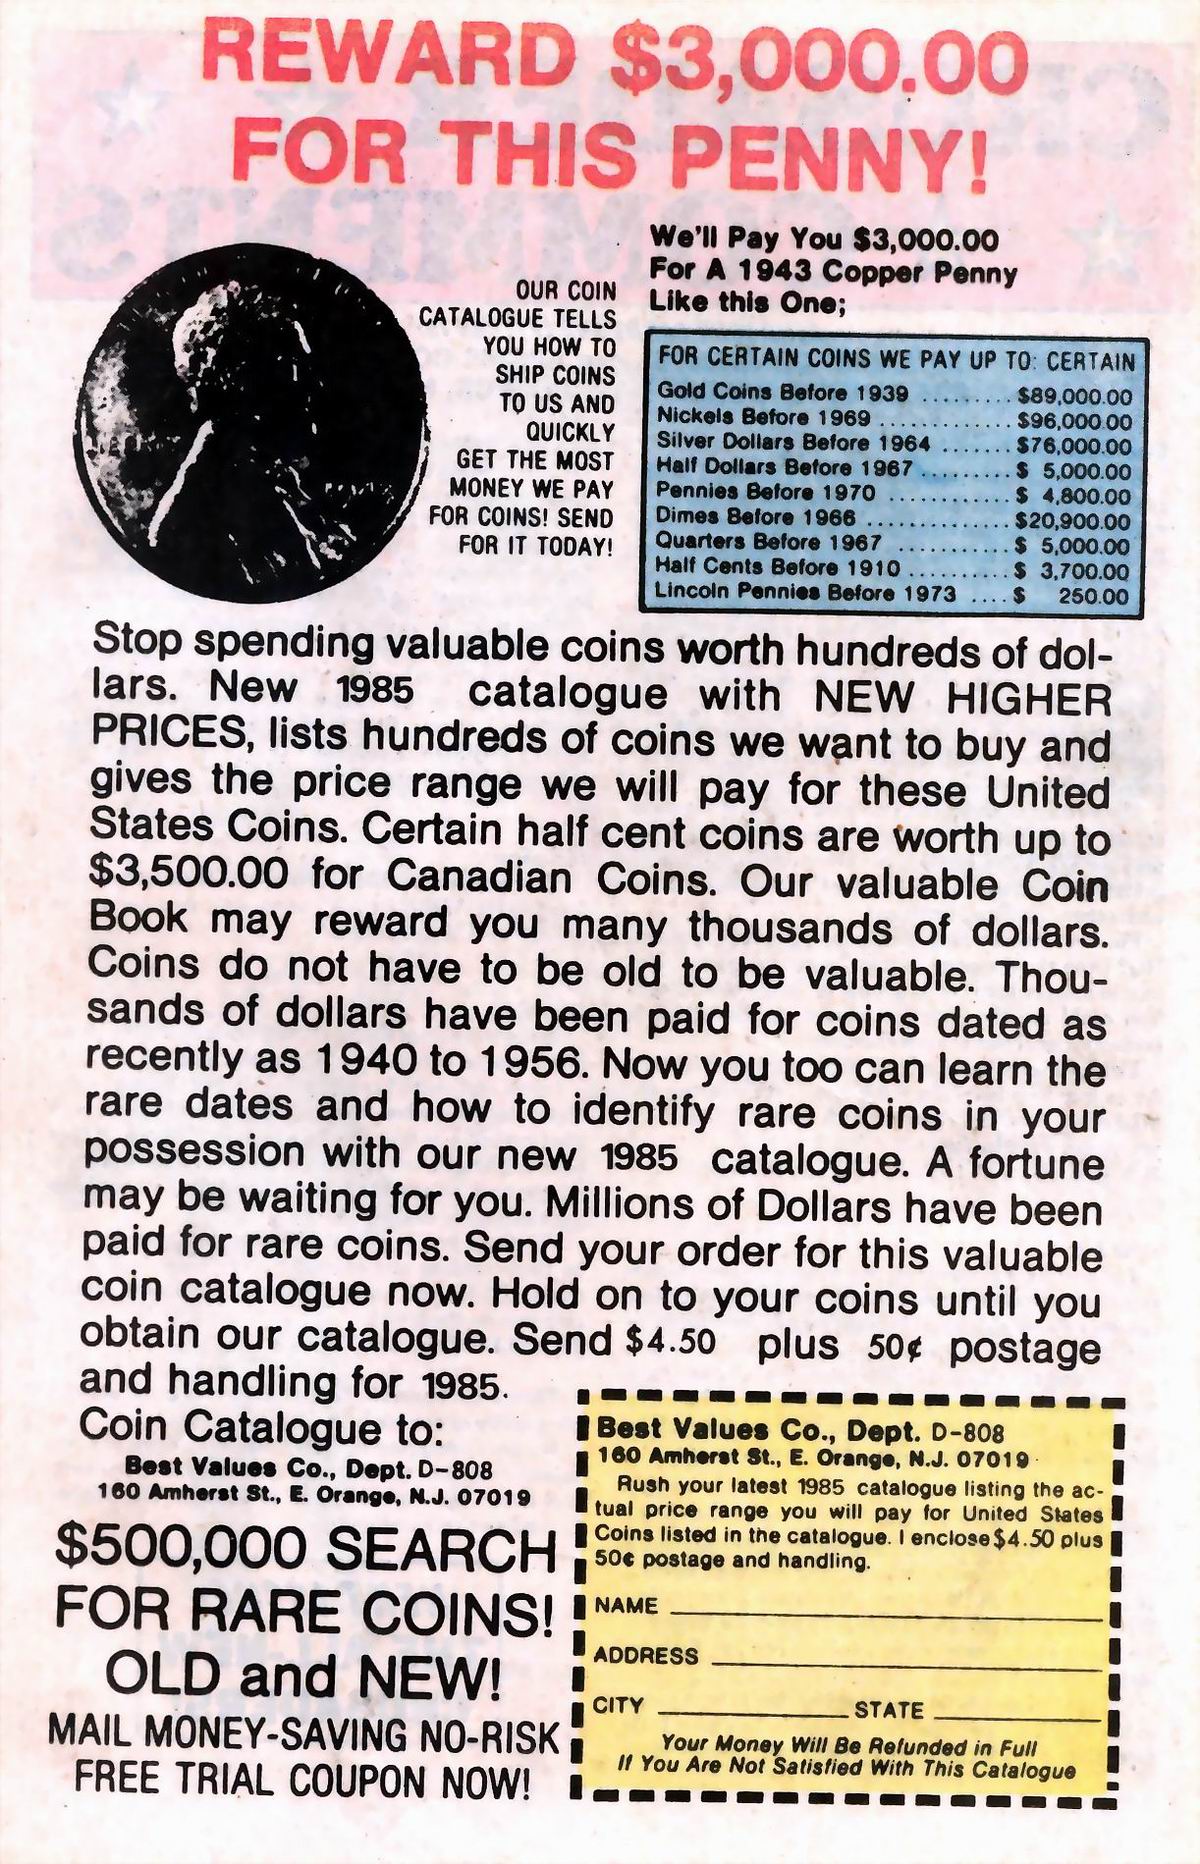 REWARD $3,000.00
FOR THIS PENNY!
OUR COIN
CATALOGUE TELLS
YOU HOW TO
SHIP COINS
TO US AND
QUICKLY
GET THE MOST
MONEY WE PAY
FOR COINS! SEND
FOR IT TODAY!
We'll Pay You $3,000.00
For A 1943 Copper Penny
Like this One;
FOR CERTAIN COINS WE PAY UP TO: CERTAIN
Gold Coins Before 1939 ......... $89,000.00
Nickels Before 1969 ............. $96,000.00
Silver Dollars Before 1964 ....... $76,000.00
Half Dollars Before 1967 ......... $ 5,000.00
Pennies Before 1970 ............ $ 4,800.00
Dimes Before 1966 .............. $20,900.00
Quarters Before 1967 ........... $ 5,000.00
Half Cents Before 1910 .......... $ 3,700.00
Lincoln Pennies Before 1973 .... $ 250.00
Stop spending valuable coins worth hundreds of dol-
lars. New 1985 catalogue with NEW HIGHER
PRICES, lists hundreds of coins we want to buy and
gives the price range we will pay for these United
States Coins. Certain half cent coins are worth up to
$3,500.00 for Canadian Coins. Our valuable Coin
Book may reward you many thousands of dollars.
Coins do not have to be old to be valuable. Thou-
sands of dollars have been paid for coins dated as
recently as 1940 to 1956. Now you too can learn the
rare dates and how to identify rare coins in your
possession with our new 1985 catalogue. A fortune
may be waiting for you. Millions of Dollars have been
paid for rare coins. Send your order for this valuable
coin catalogue now. Hold on to your coins until you
obtain our catalogue. Send $4.50 plus 50¢ postage
and handling for 1985.
Coin Catalogue to:
Best Values Co., Dept. D-808
160 Amherst St., E. Orange, N.J. 07019
$500,000 SEARCH
FOR RARE COINS!
OLD and NEW!
MAIL MONEY-SAVING NO-RISK
FREE TRIAL COUPON NOW!
Best Values Co., Dept. D-808
160 Amherst St., E. Orange, N.J. 07019
Rush your latest 1985 catalogue listing the ac-
tual price range you will pay for United States
Coins listed in the catalogue. I enclose $4.50 plus
50¢ postage and handling.
NAME
ADDRESS
CITY STATE
Your Money Will Be Refunded in Full
If You Are Not Satisfied With This Catalogue